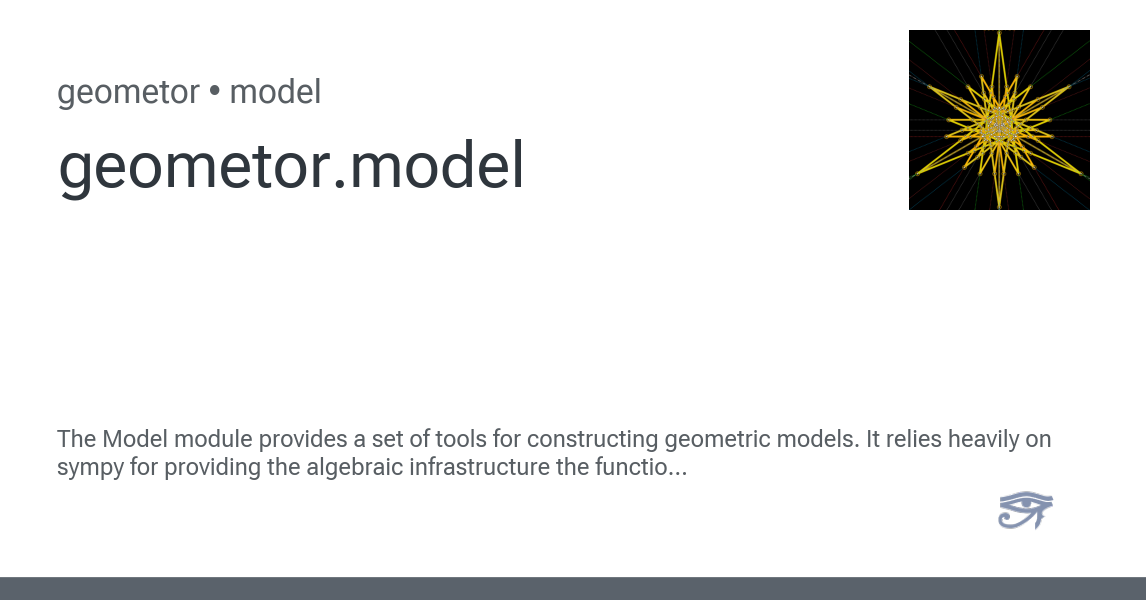 geometor • model
geometor.model
The Model module provides a set of tools for constructing geometric models. It relies heavily on
sympy for providing the algebraic infrastructure the functio...